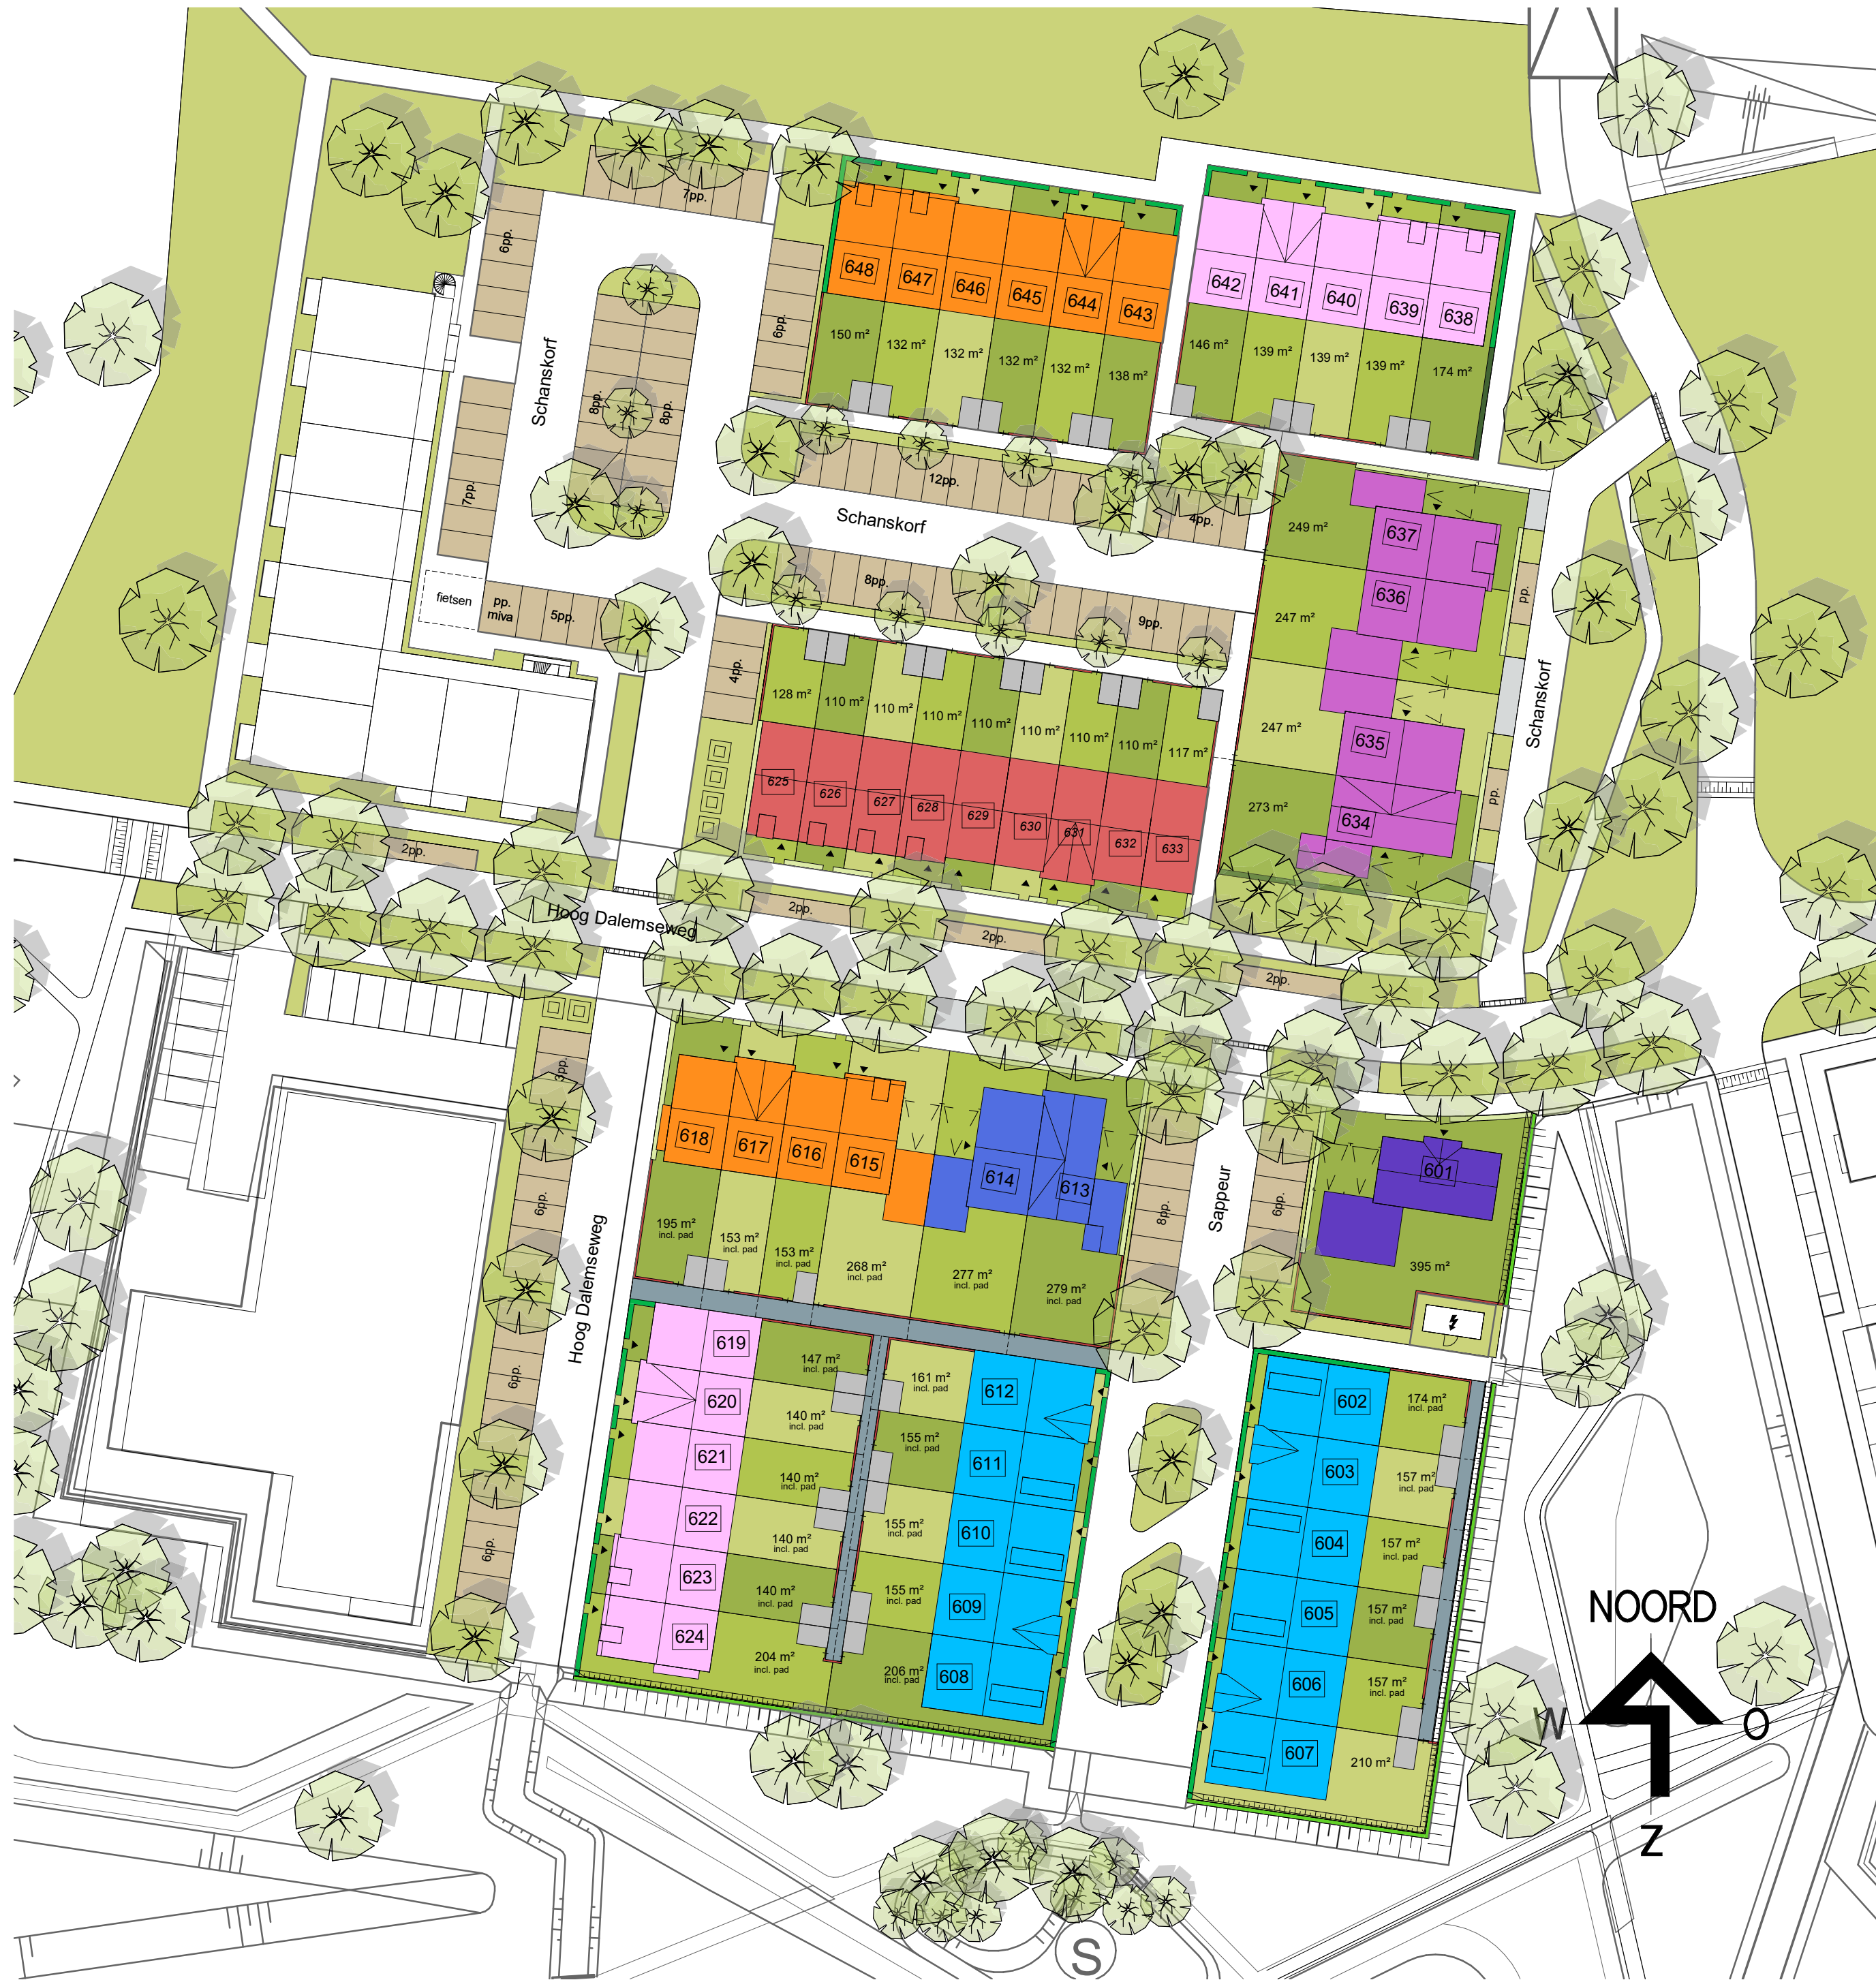 7pp.
6pp.
Schanskorf
8pp.
8pp.
6pp.
7pp.
fietsen
pp.
miva
5pp.
648
647
646
645
644
643
150 m²
132 m²
132 m²
132 m²
132 m²
138 m²
642
641
640
639
638
146 m²
139 m²
139 m²
139 m²
174 m²
12pp.
4pp.
Schanskorf
8pp.
9pp.
4pp.
249 m²
637
247 m²
636
247 m²
635
273 m²
634
pp.
pp.
Schanskorf
128 m²
110 m²
110 m²
110 m²
110 m²
110 m²
110 m²
110 m²
117 m²
625
626
627
628
629
630
631
632
633
2pp.
Hoog Dalemseweg
2pp.
2pp.
2pp.
3pp.
6pp.
6pp.
6pp.
Hoog Dalemseweg
618
617
616
615
614
613
195 m²
incl. pad
153 m²
incl. pad
153 m²
incl. pad
268 m²
incl. pad
277 m²
incl. pad
279 m²
incl. pad
8pp.
Sappeur
6pp.
601
395 m²
619
147 m²
incl. pad
620
140 m²
incl. pad
621
140 m²
incl. pad
622
140 m²
incl. pad
623
140 m²
incl. pad
624
204 m²
incl. pad
161 m²
incl. pad
612
155 m²
incl. pad
611
155 m²
incl. pad
610
155 m²
incl. pad
609
206 m²
incl. pad
608
602
174 m²
incl. pad
603
157 m²
incl. pad
604
157 m²
incl. pad
605
157 m²
incl. pad
606
157 m²
incl. pad
607
210 m²
NOORD
W
O
Z
S